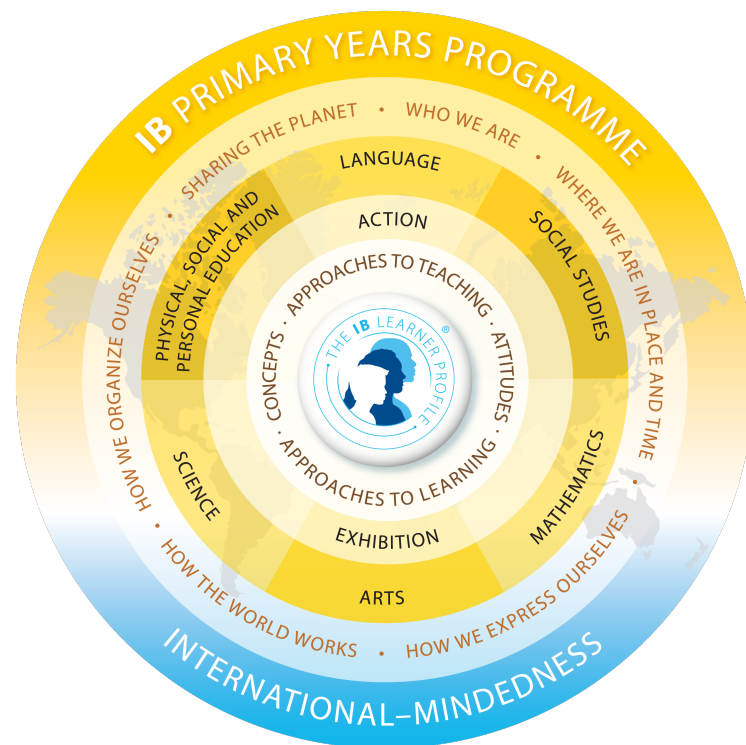 IB PRIMARY YEARS PROGRAMME
SHARING THE PLANET • WHO WE ARE • WHERE WE ARE IN PLACE AND TIME • HOW WE EXPRESS OURSELVES • HOW THE WORLD WORKS • HOW WE ORGANIZE OURSELVES •
LANGUAGE
SOCIAL STUDIES
MATHEMATICS
ARTS
SCIENCE
PHYSICAL, SOCIAL AND
PERSONAL EDUCATION
ACTION
EXHIBITION
APPROACHES TO TEACHING · ATTITUDES · APPROACHES TO LEARNING · CONCEPTS ·
• THE IB LEARNER PROFILE • ®
INTERNATIONAL–MINDEDNESS